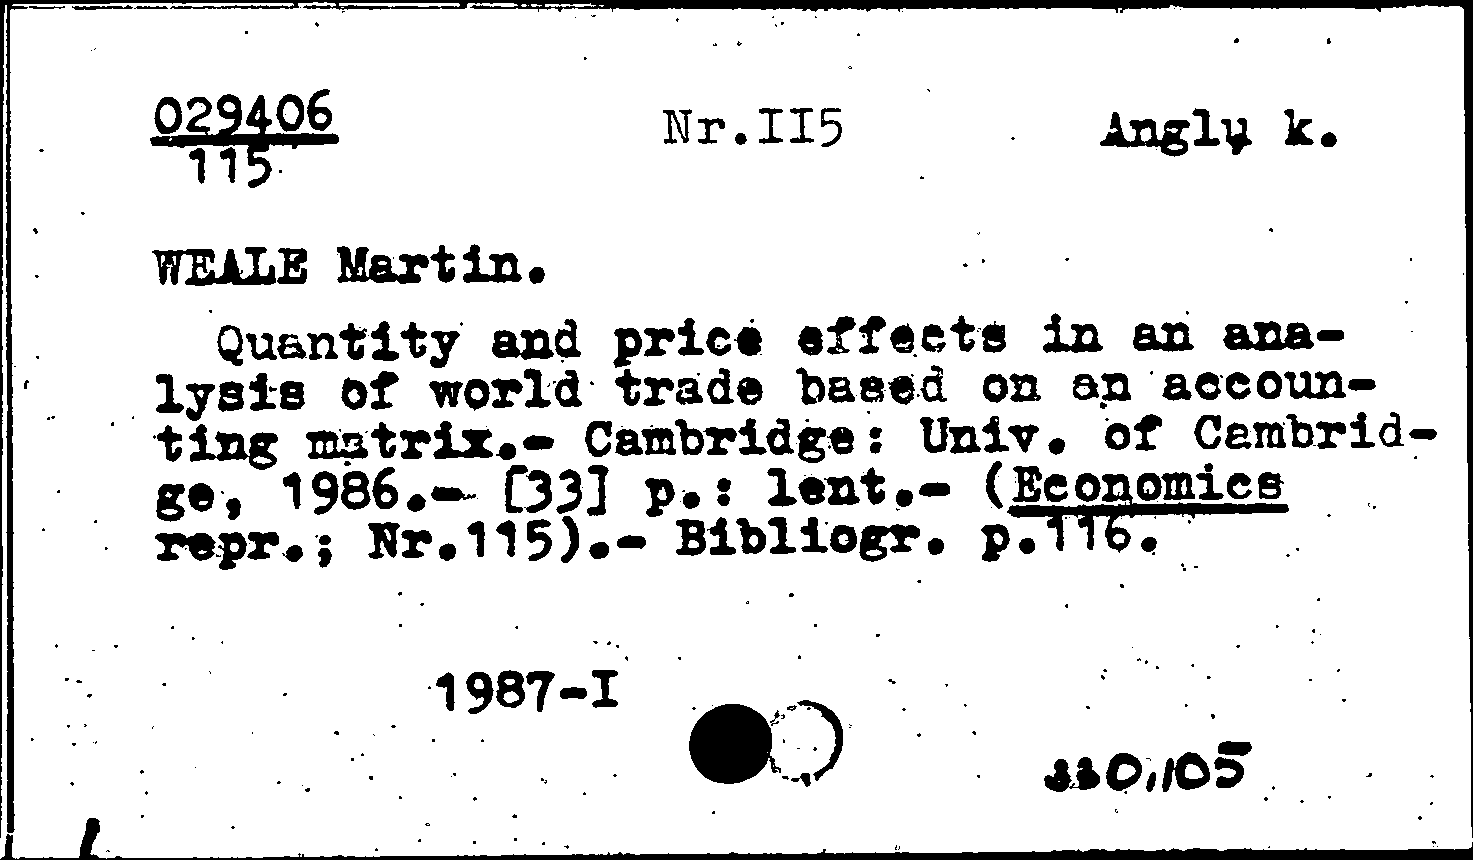 029406 Nr.II5 Anglų k.
115
WEALE Martin.
Quantity and price effects in an ana-
lysis of world trade based on an accoun-
ting matrix.- Cambridge: Univ. of Cambrid-
ge, 1986.- [33] p.: lent.- (Economics
repr.; Nr.115).- Bibliogr. p.116.
1987-I